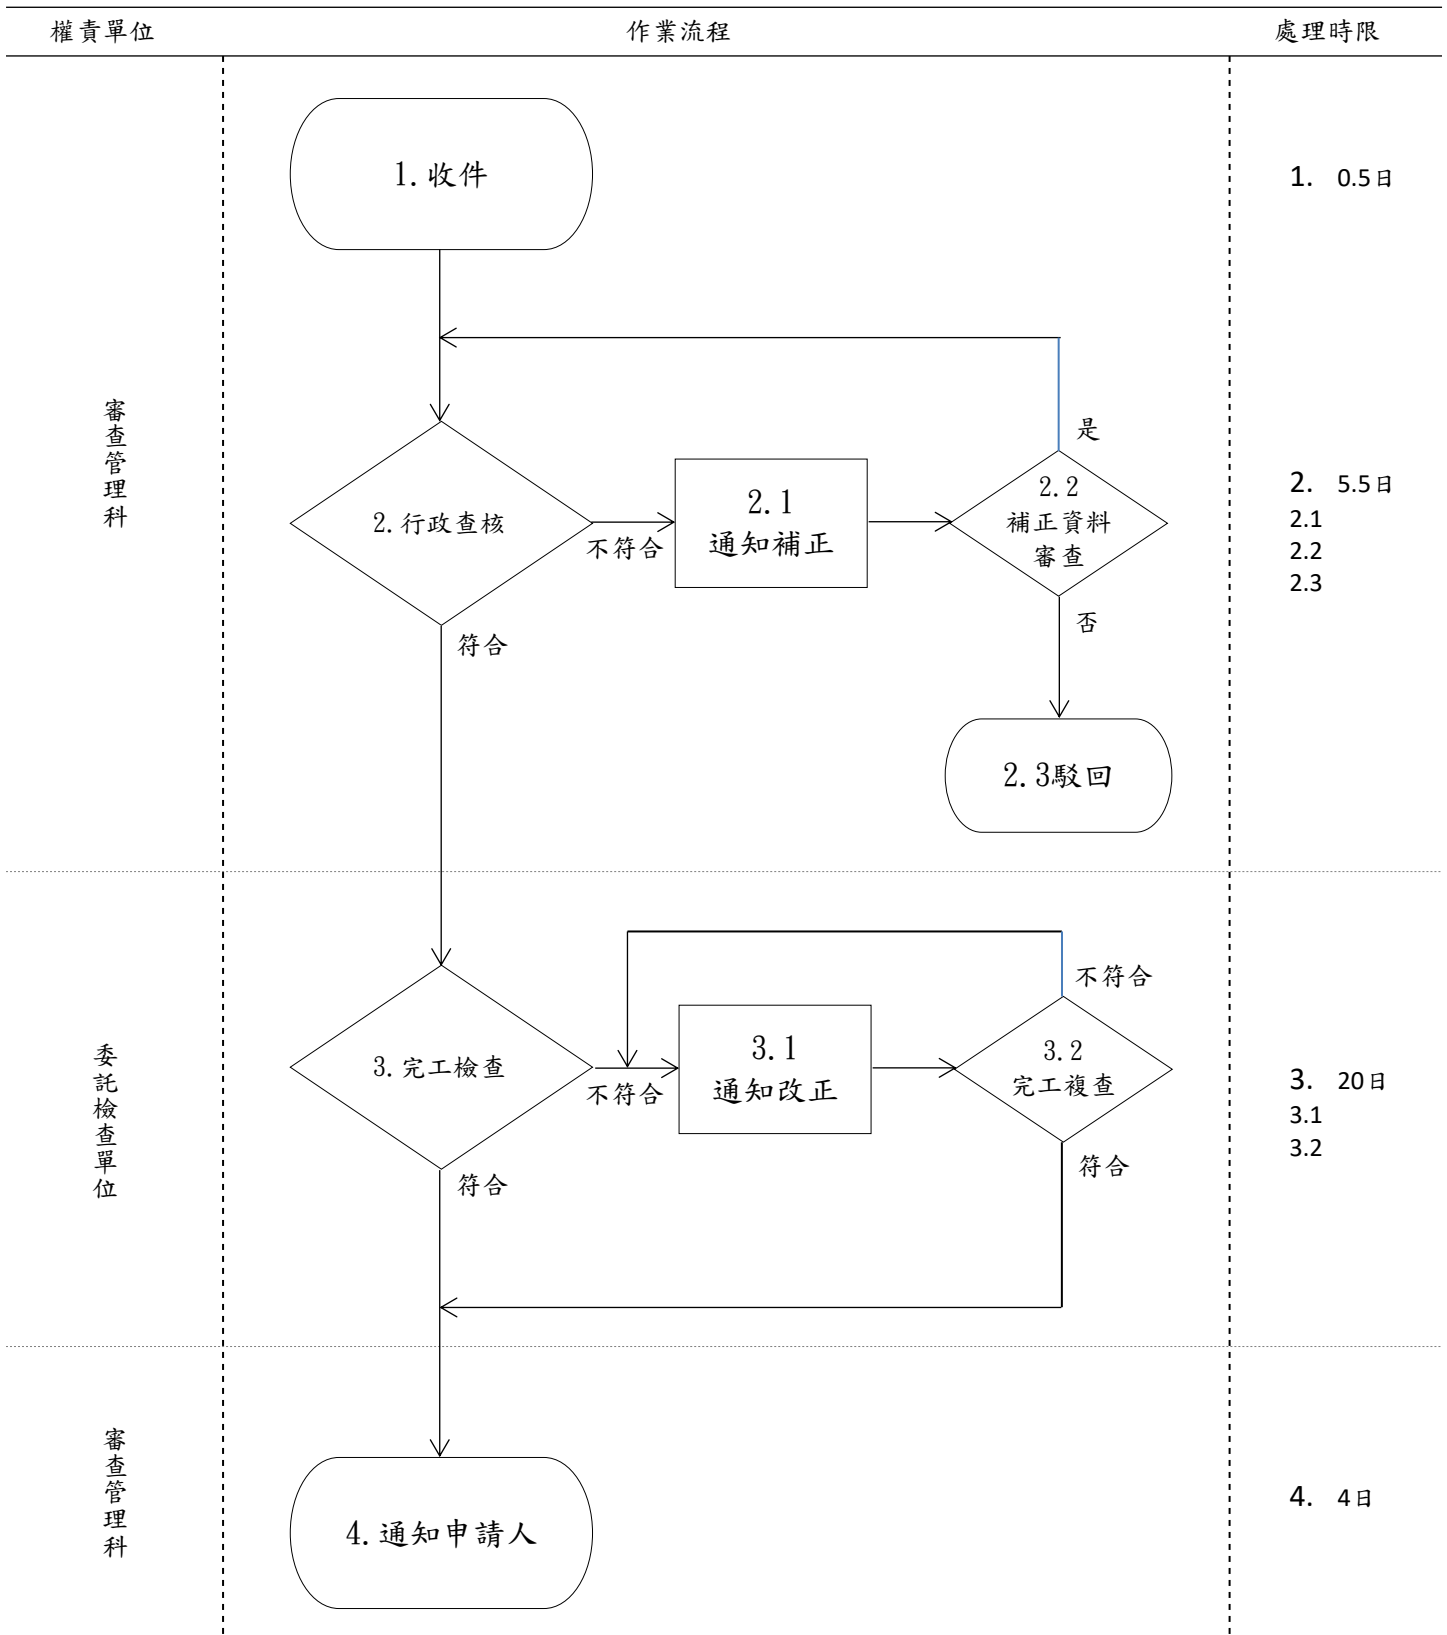 權責單位
作業流程
處理時限
審查管理科
1.收件
1. 0.5日
2.行政查核
不符合
符合
2.1
通知補正
2.2
補正資料
審查
是
否
2.3駁回
2. 5.5日
2.1
2.2
2.3
委託檢查單位
3.完工檢查
不符合
符合
3.1
通知改正
3.2
完工複查
不符合
符合
3. 20日
3.1
3.2
審查管理科
4.通知申請人
4. 4日